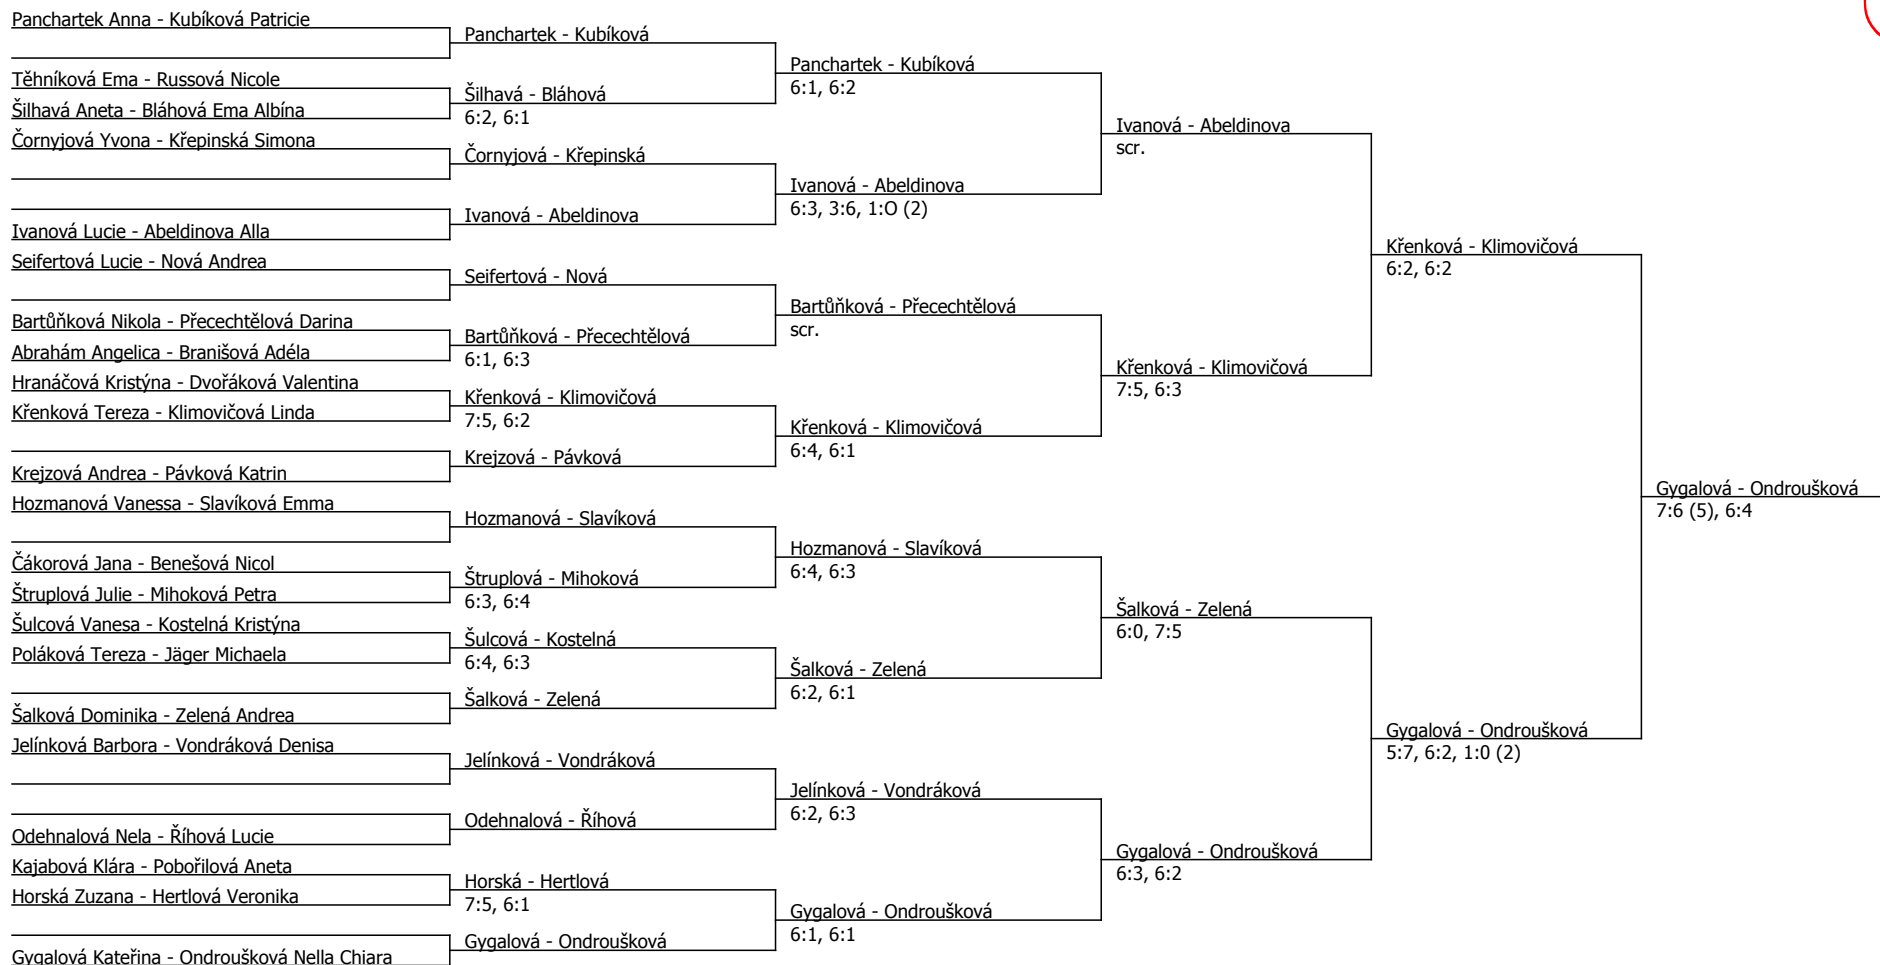 Panchartek Anna - Kubíková Patricie
Těhníková Ema - Russová Nicole
Šilhavá Aneta - Bláhová Ema Albína
Čornyjová Yvona - Křepinská Simona
Ivanová Lucie - Abeldinova Alla
Seifertová Lucie - Nová Andrea
Bartůňková Nikola - Přecechtělová Darina
Abrahám Angelica - Branišová Adéla
Hranáčová Kristýna - Dvořáková Valentina
Křenková Tereza - Klimovičová Linda
Krejzová Andrea - Pávková Katrin
Hozmanová Vanessa - Slavíková Emma
Čákorová Jana - Benešová Nicol
Štruplová Julie - Mihoková Petra
Šulcová Vanesa - Kostelná Kristýna
Poláková Tereza - Jäger Michaela
Šalková Dominika - Zelená Andrea
Jelínková Barbora - Vondráková Denisa
Odehnalová Nela - Říhová Lucie
Kajabová Klára - Pobořilová Aneta
Horská Zuzana - Hertlová Veronika
Gygalová Kateřina - Ondroušková Nella Chiara
Panchartek - Kubíková
Šilhavá - Bláhová
6:2, 6:1
Čornyjová - Křepinská
Ivanová - Abeldinova
Seifertová - Nová
Bartůňková - Přecechtělová
6:1, 6:3
Křenková - Klimovičová
7:5, 6:2
Krejzová - Pávková
Hozmanová - Slavíková
Štruplová - Mihoková
6:3, 6:4
Šulcová - Kostelná
6:4, 6:3
Šalková - Zelená
Jelínková - Vondráková
Odehnalová - Říhová
Horská - Hertlová
7:5, 6:1
Gygalová - Ondroušková
Panchartek - Kubíková
6:1, 6:2
Ivanová - Abeldinova
6:3, 3:6, 1:O (2)
Bartůňková - Přecechtělová
scr.
Křenková - Klimovičová
6:4, 6:1
Hozmanová - Slavíková
6:4, 6:3
Šalková - Zelená
6:2, 6:1
Jelínková - Vondráková
6:2, 6:3
Gygalová - Ondroušková
6:1, 6:1
Ivanová - Abeldinova
scr.
Křenková - Klimovičová
7:5, 6:3
Šalková - Zelená
6:0, 7:5
Gygalová - Ondroušková
6:3, 6:2
Křenková - Klimovičová
6:2, 6:2
Gygalová - Ondroušková
5:7, 6:2, 1:0 (2)
Gygalová - Ondroušková
7:6 (5), 6:4